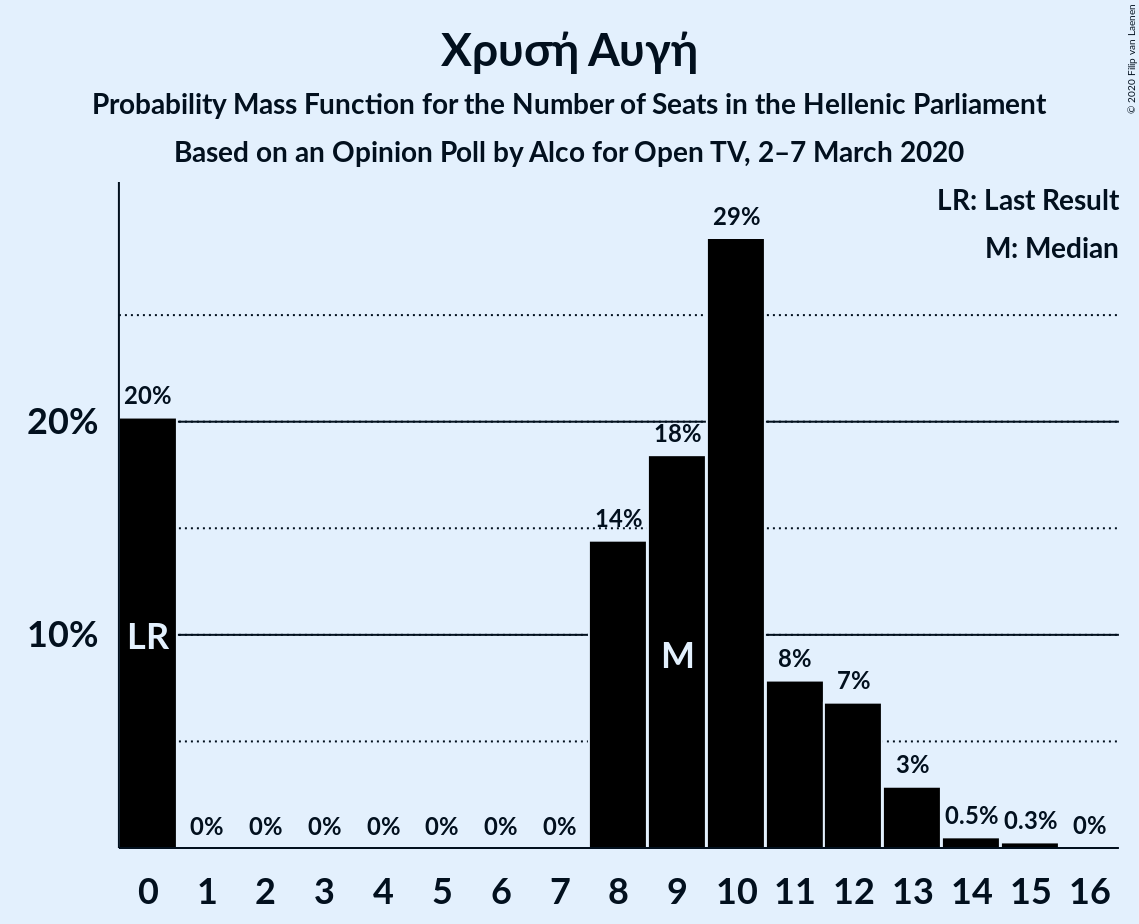 Χρυσή Αυγή
Probability Mass Function for the Number of Seats in the Hellenic Parliament
Based on an Opinion Poll by Alco for Open TV, 2–7 March 2020
© 2020 Filip van Laenen
LR: Last Result
M: Median
29%
20%
20%
18%
14%
10%
LR
M
8%
7%
3%
0% 0% 0% 0% 0% 0% 0% 0.5% 0.3% 0%
0 1 2 3 4 5 6 7 8 9 10 11 12 13 14 15 16